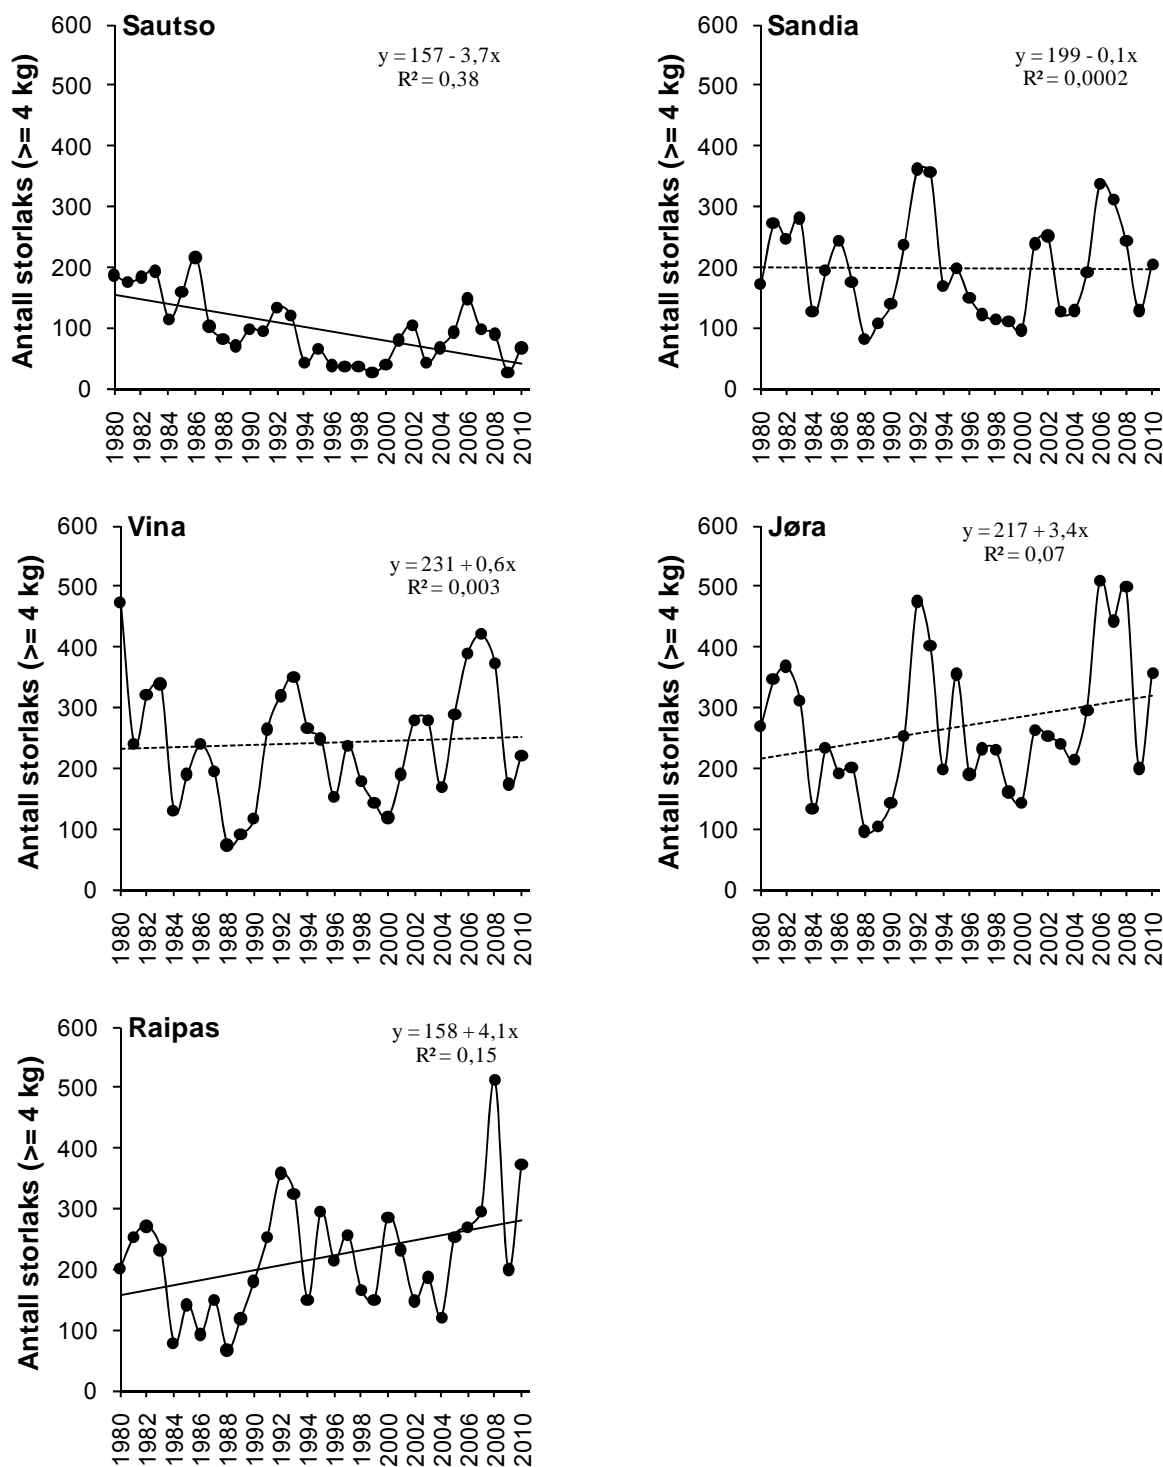 Sautso
y = 157 - 3,7x
R² = 0,38
Antall storlaks (>= 4 kg)
600
500
400
300
200
100
0
1980 1982 1984 1986 1988 1990 1992 1994 1996 1998 2000 2002 2004 2006 2008 2010
Sandia
y = 199 - 0,1x
R² = 0,0002
Antall storlaks (>= 4 kg)
600
500
400
300
200
100
0
1980 1982 1984 1986 1988 1990 1992 1994 1996 1998 2000 2002 2004 2006 2008 2010
Vina
y = 231 + 0,6x
R² = 0,003
Antall storlaks (>= 4 kg)
600
500
400
300
200
100
0
1980 1982 1984 1986 1988 1990 1992 1994 1996 1998 2000 2002 2004 2006 2008 2010
Jøra
y = 217 + 3,4x
R² = 0,07
Antall storlaks (>= 4 kg)
600
500
400
300
200
100
0
1980 1982 1984 1986 1988 1990 1992 1994 1996 1998 2000 2002 2004 2006 2008 2010
Raipas
y = 158 + 4,1x
R² = 0,15
Antall storlaks (>= 4 kg)
600
500
400
300
200
100
0
1980 1982 1984 1986 1988 1990 1992 1994 1996 1998 2000 2002 2004 2006 2008 2010